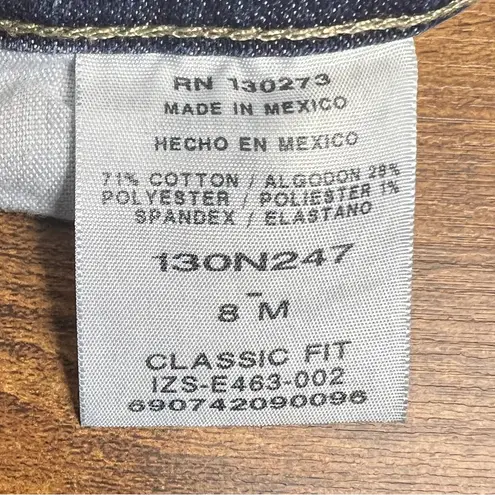 RN 130273
MADE IN MEXICO
HECHO EN MEXICO
71% COTTON / ALGODON 28%
POLYESTER / POLIESTER 1%
SPANDEX / ELASTANO
130N247
8 M
CLASSIC FIT
IZS-E463-002
690742090096